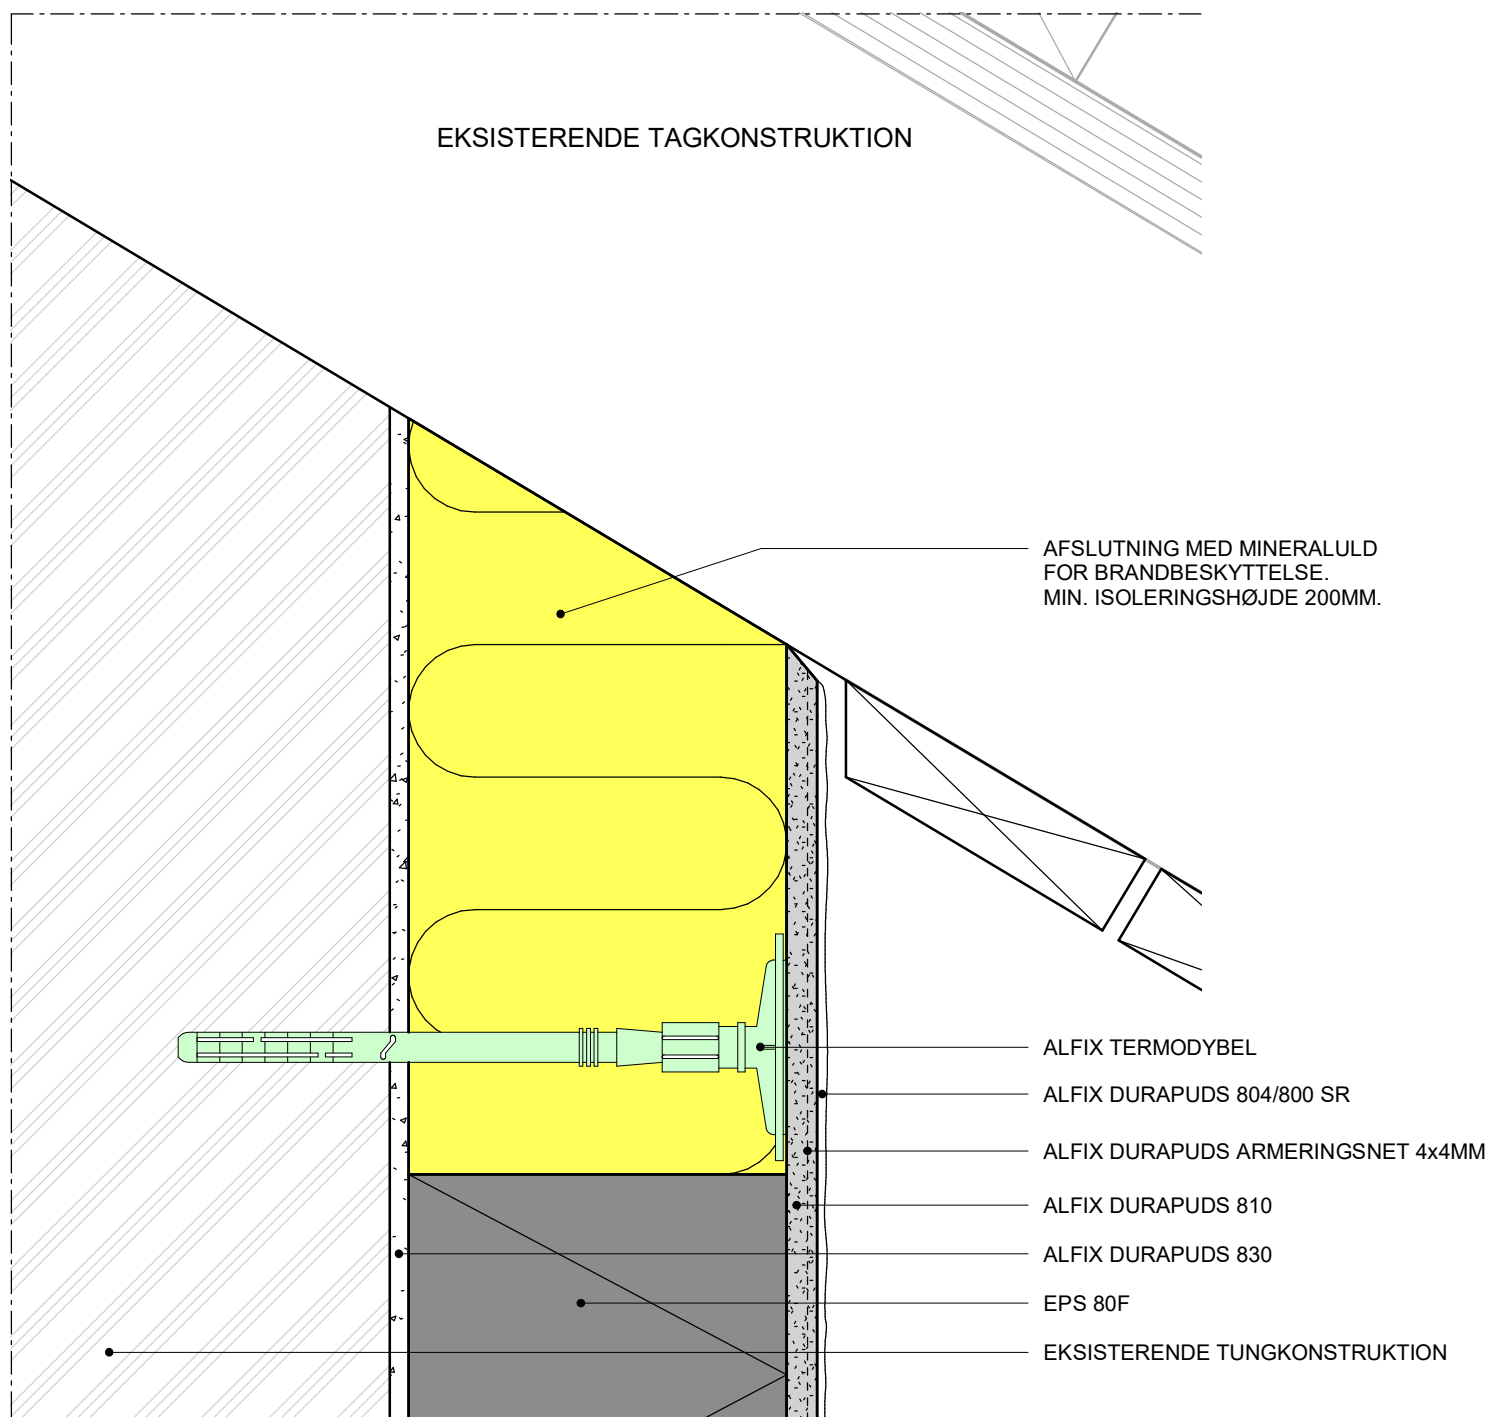 EKSISTERENDE TAGKONSTRUKTION
AFSLUTNING MED MINERALULD
FOR BRANDBESKYTTELSE.
MIN. ISOLERINGSHØJDE 200MM.
ALFIX TERMODYBEL
ALFIX DURAPUDS 804/800 SR
ALFIX DURAPUDS ARMERINGSNET 4x4MM
ALFIX DURAPUDS 810
ALFIX DURAPUDS 830
EPS 80F
EKSISTERENDE TUNGKONSTRUKTION